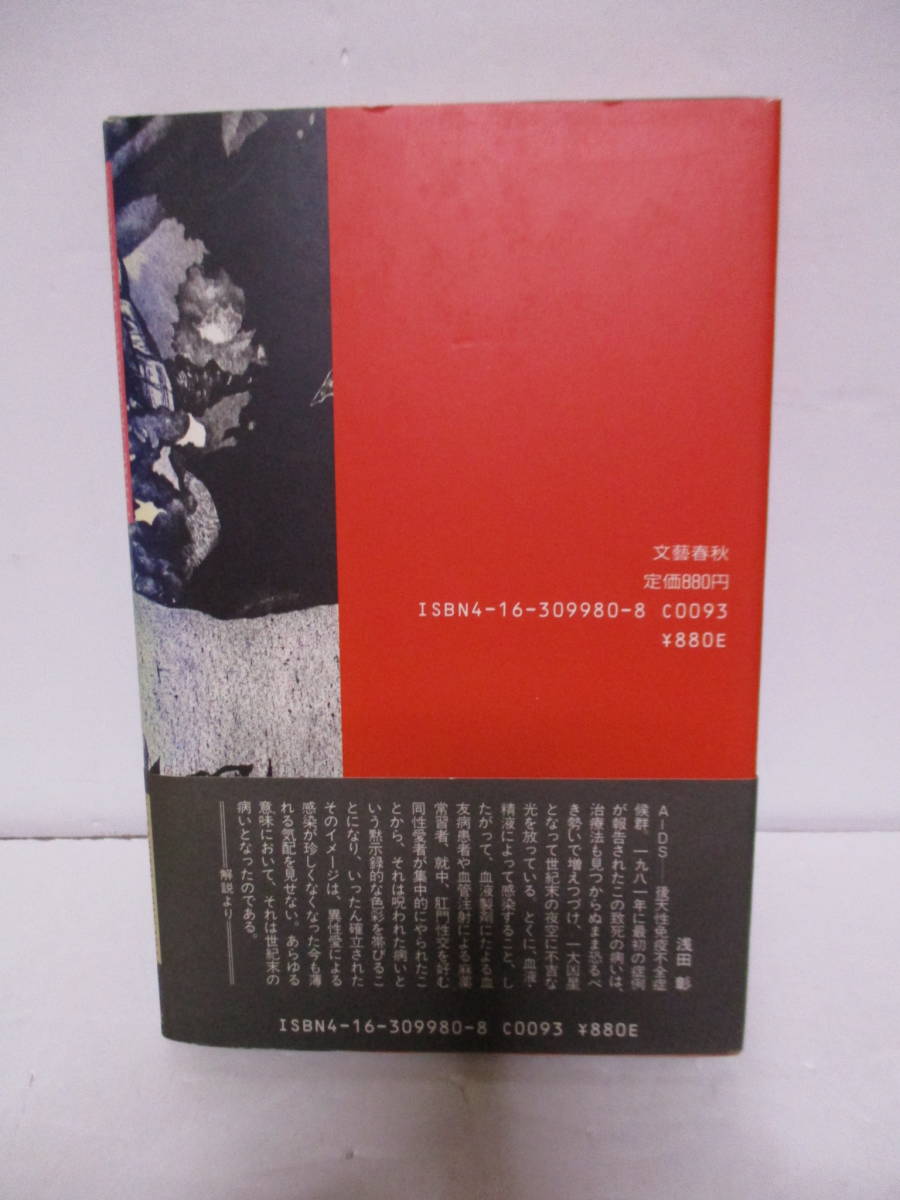 文藝春秋
定価880円
ISBN4-16-309980-8 C0093
¥880E
浅田 彰
AIDS——後天性免疫不全症
候群、一九八一年に最初の症例
が報告されたこの致死の病いは、
治療法も見つからぬまま恐るべ
き勢いで増えつづけ、一大凶星
となって世紀末の夜空に不吉な
光を放っている。とくに、血液・
精液によって感染すること、し
たがって、血液製剤にたよる血
友病患者や血管注射による麻薬
常習者、就中、肛門性交を好む
同性愛者が集中的にやられたこ
とから、それは呪われた病いと
いう黙示録的な色彩を帯びるこ
とになり、いったん確立された
そのイメージは、異性愛による
感染が珍しくなくなった今も薄
れる気配を見せない。あらゆる
意味において、それは世紀末の
病いとなったのである。
——解説より——
ISBN4-16-309980-8 C0093 ¥880E